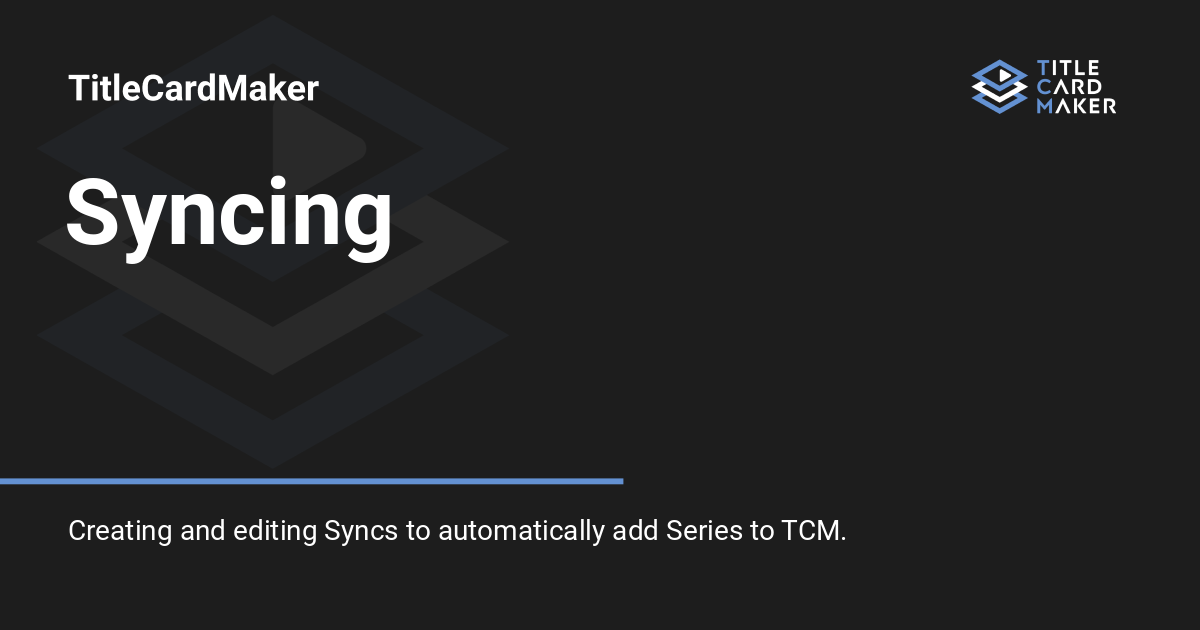 TitleCardMaker
TITLE
CARD
MAKER
Syncing
Creating and editing Syncs to automatically add Series to TCM.